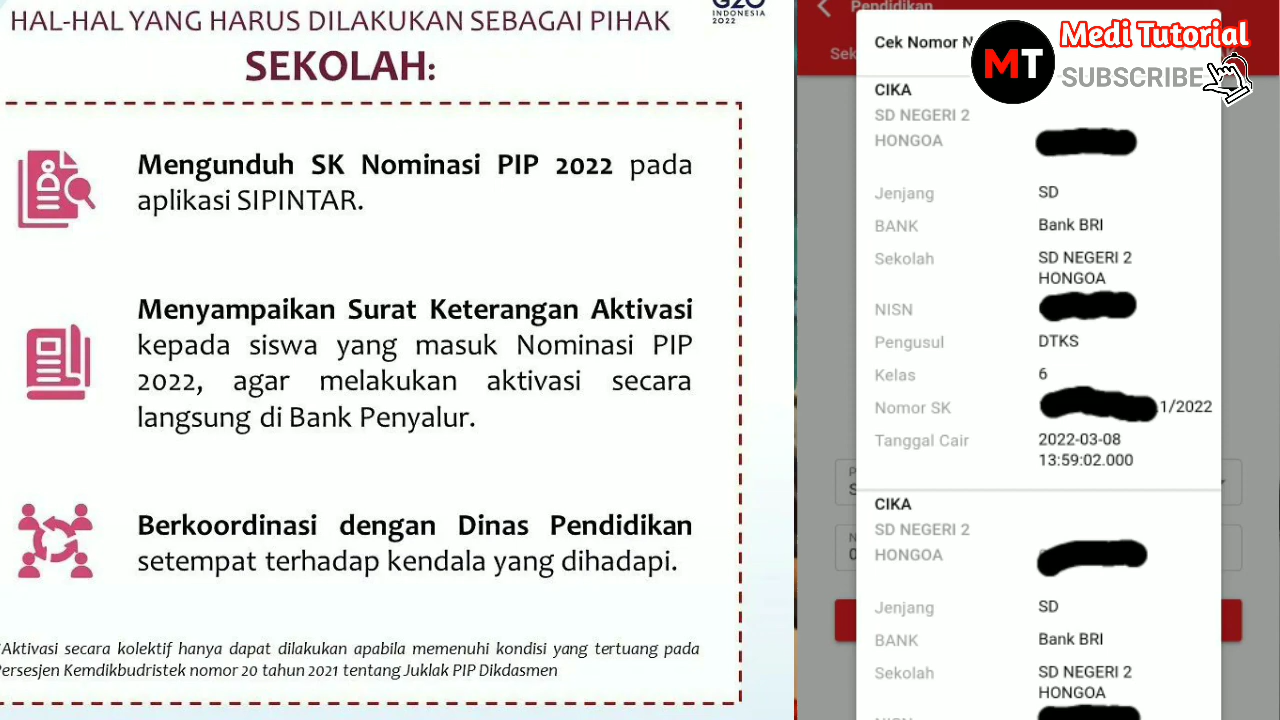 HAL-HAL YANG HARUS DILAKUKAN SEBAGAI PIHAK
SEKOLAH:
G20
INDONESIA
2022
Mengunduh SK Nominasi PIP 2022 pada
aplikasi SIPINTAR.
Menyampaikan Surat Keterangan Aktivasi
kepada siswa yang masuk Nominasi PIP
2022, agar melakukan aktivasi secara
langsung di Bank Penyalur.
Berkoordinasi dengan Dinas Pendidikan
setempat terhadap kendala yang dihadapi.
Aktivasi secara kolektif hanya dapat dilakukan apabila memenuhi kondisi yang tertuang pada
Persesjen Kemdikbudristek nomor 20 tahun 2021 tentang Juklak PIP Dikdasmen
Pendidikan
Sek
Cek Nomor N
MT
Medi Tutorial
SUBSCRIBE
CIKA
SD NEGERI 2
HONGOA
Jenjang SD
BANK Bank BRI
Sekolah SD NEGERI 2
HONGOA
NISN
Pengusul DTKS
Kelas 6
Nomor SK 1/2022
Tanggal Cair 2022-03-08
13:59:02.000
CIKA
SD NEGERI 2
HONGOA
Jenjang SD
BANK Bank BRI
Sekolah SD NEGERI 2
HONGOA
NISN